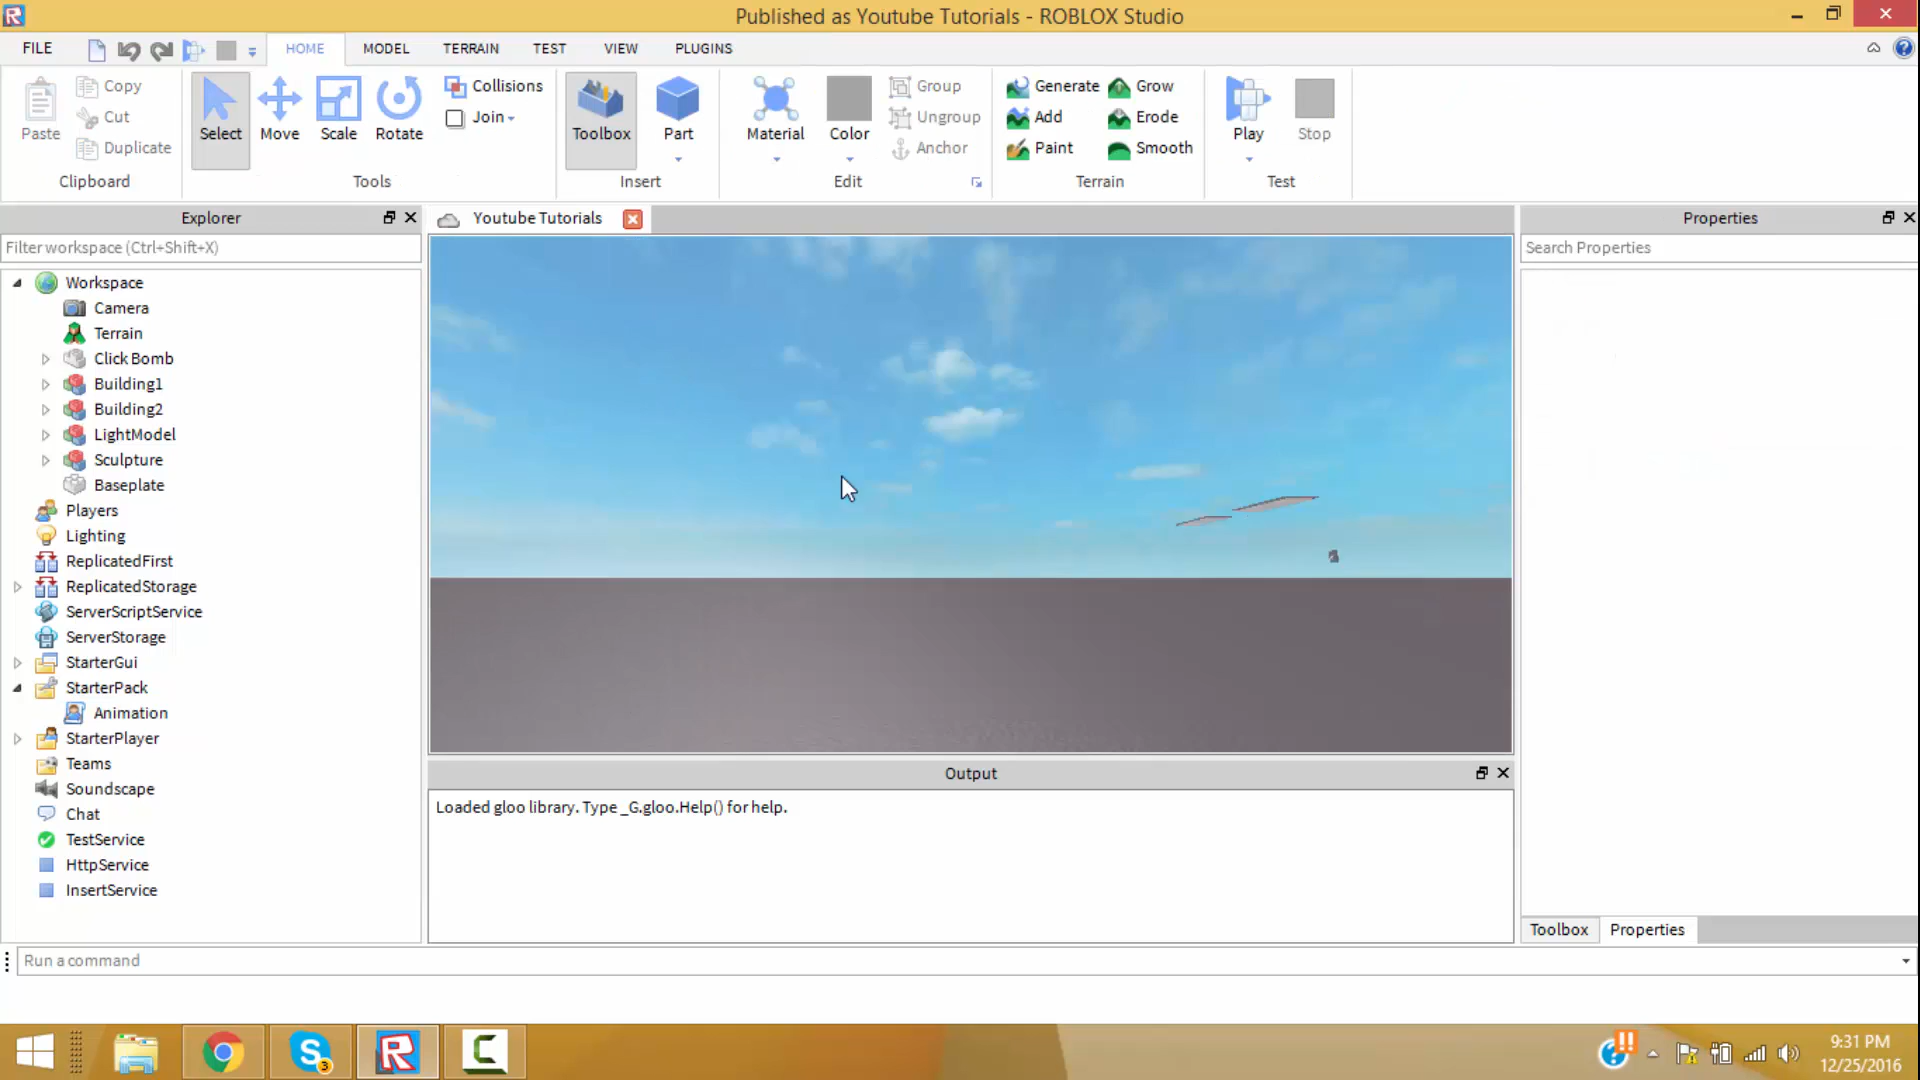 Published as Youtube Tutorials - ROBLOX Studio
FILE
HOME
MODEL
TERRAIN
TEST
VIEW
PLUGINS
Paste
Copy
Cut
Duplicate
Clipboard
Select
Move
Scale
Rotate
Collisions
Join
Tools
Toolbox
Part
Insert
Material
Color
Group
Ungroup
Anchor
Edit
Generate
Grow
Add
Erode
Paint
Smooth
Terrain
Play
Stop
Test
Explorer
Filter workspace (Ctrl+Shift+X)
Workspace
Camera
Terrain
Click Bomb
Building1
Building2
LightModel
Sculpture
Baseplate
Players
Lighting
ReplicatedFirst
ReplicatedStorage
ServerScriptService
ServerStorage
StarterGui
StarterPack
Animation
StarterPlayer
Teams
Soundscape
Chat
TestService
HttpService
InsertService
Youtube Tutorials
Output
Loaded gloo library. Type _G.gloo.Help() for help.
Properties
Search Properties
Toolbox
Properties
Run a command
3
9:31 PM
12/25/2016